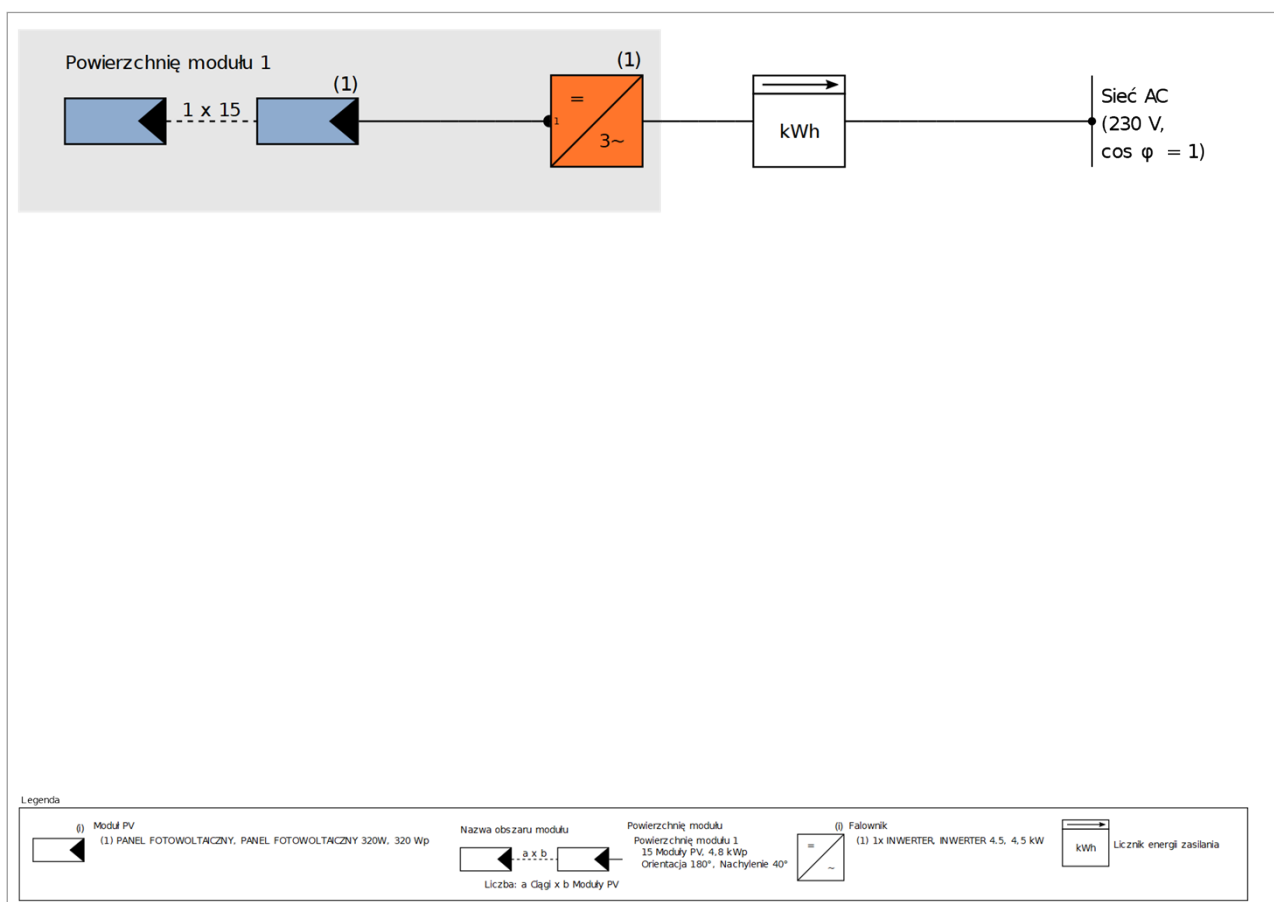 Powierzchnię modułu 1
(1)
(1)
1 x 15
=
1
3~
kWh
Sieć AC
(230 V,
cos φ = 1)
Legenda
(i) Moduł PV
(1) PANEL FOTOWOLTAICZNY, PANEL FOTOWOLTAICZNY 320W, 320 Wp
Nazwa obszaru modułu
a x b
Liczba: a Ciągi x b Moduły PV
Powierzchnię modułu
Powierzchnię modułu 1
15 Moduły PV, 4,8 kWp
Orientacja 180°, Nachylenie 40°
(i) Falownik
=
~
(1) 1x INWERTER, INWERTER 4.5, 4,5 kW
kWh
Licznik energii zasilania